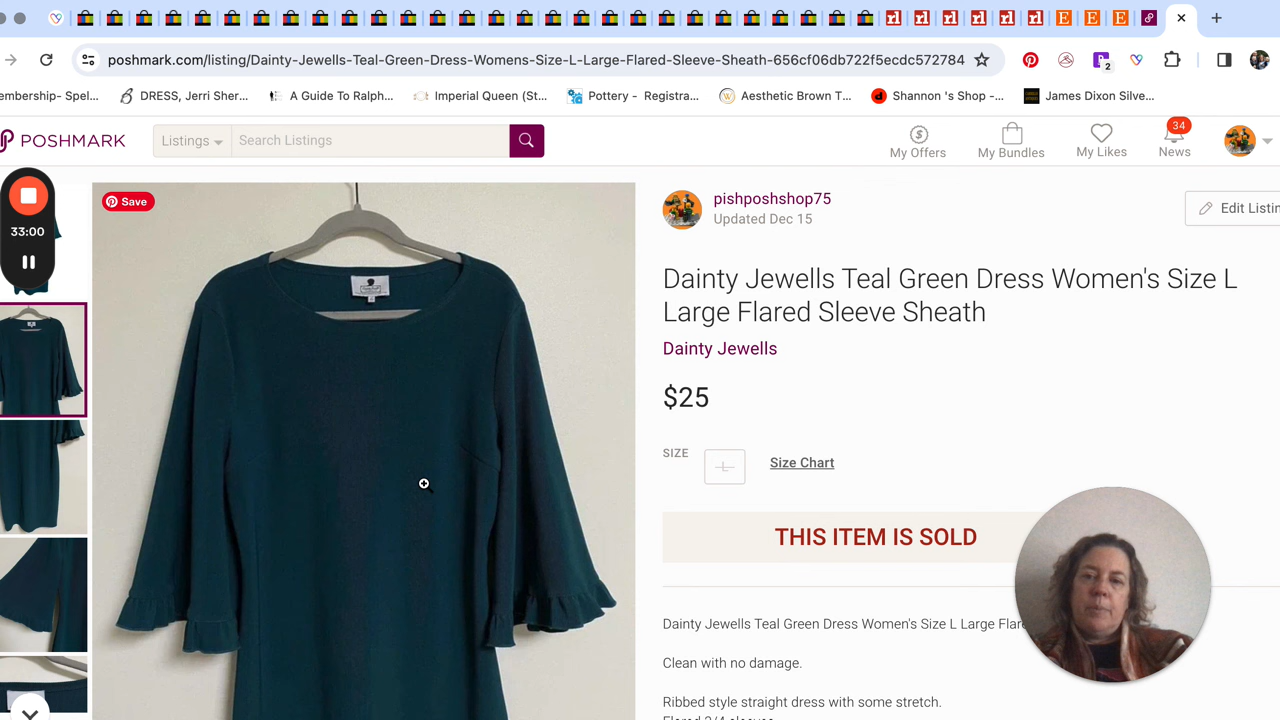 poshmark.com/listing/Dainty-Jewells-Teal-Green-Dress-Womens-Size-L-Large-Flared-Sleeve-Sheath-656cf06db722f5ecdc572784
2
embership- Spel...
DRESS, Jerri Sher...
A Guide To Ralph...
Imperial Queen (St...
Pottery - Registra...
Aesthetic Brown T...
Shannon 's Shop -...
James Dixon Silve...
POSHMARK
Listings
Search Listings
My Offers
My Bundles
My Likes
34
News
Save
33:00
pishposhshop75
Updated Dec 15
Edit Listin
Dainty Jewells Teal Green Dress Women's Size L
Large Flared Sleeve Sheath
Dainty Jewells
$25
SIZE
L
Size Chart
THIS ITEM IS SOLD
Dainty Jewells Teal Green Dress Women's Size L Large Flare
Clean with no damage.
Ribbed style straight dress with some stretch.
Flared 3/4 sleeves